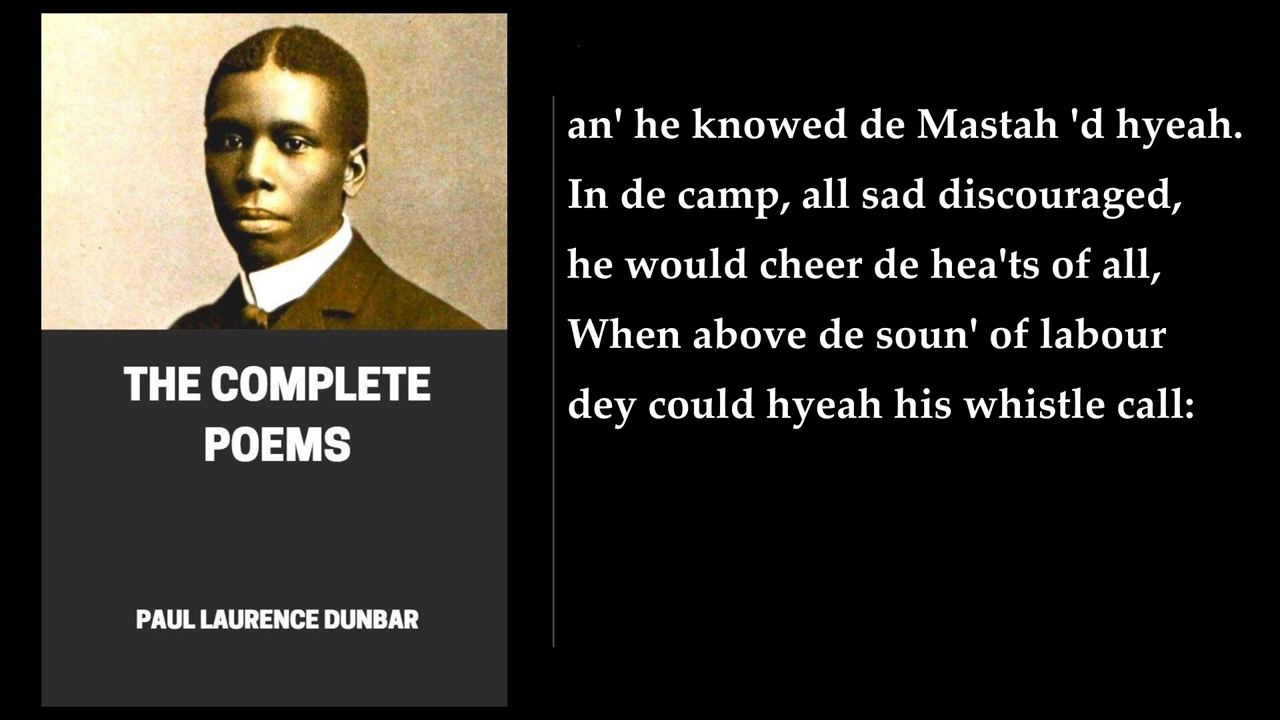 THE COMPLETE
POEMS
PAUL LAURENCE DUNBAR
an' he knowed de Mastah 'd hyeah.
In de camp, all sad discouraged,
he would cheer de hea'ts of all,
When above de soun' of labour
dey could hyeah his whistle call: